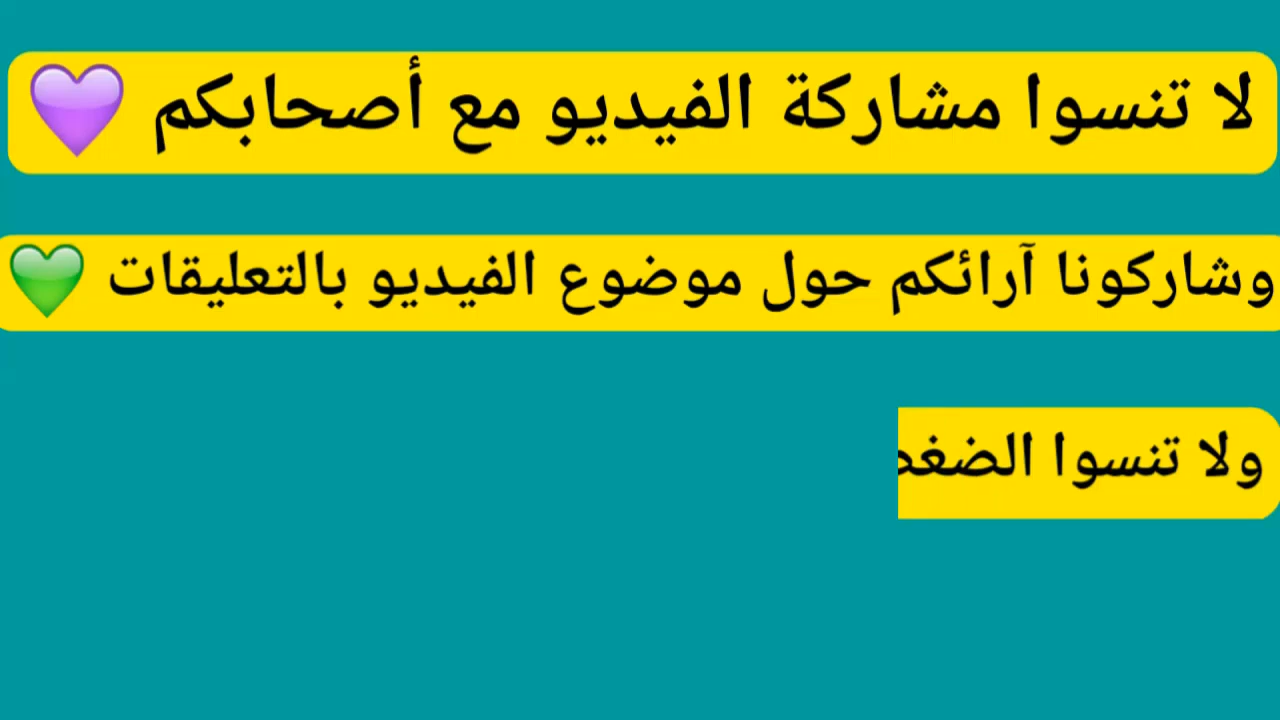 لا تنسوا مشاركة الفيديو مع أصحابكم 💜
وشاركونا آرائكم حول موضوع الفيديو بالتعليقات 💚
ولا تنسوا